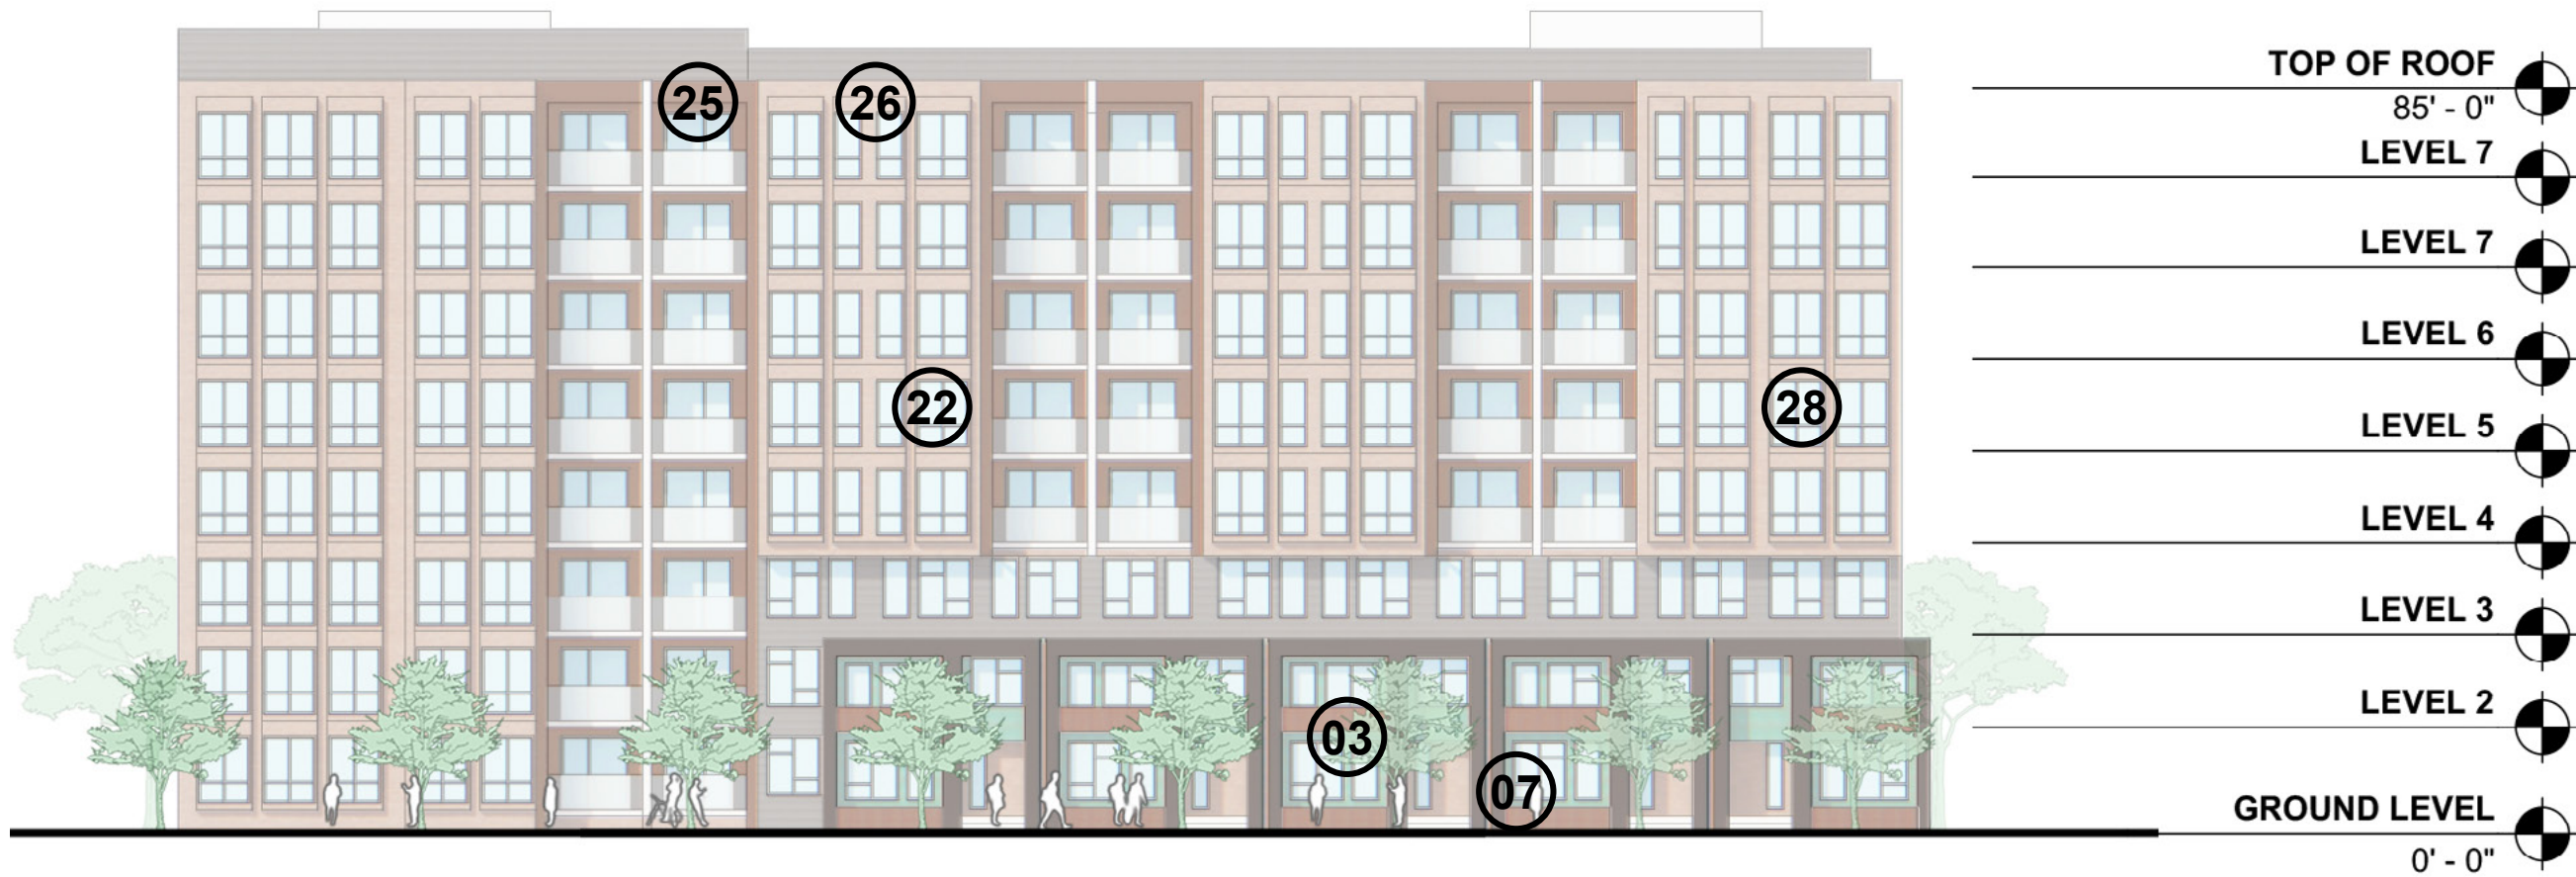 TOP OF ROOF
85' - 0"
25
26
LEVEL 7
LEVEL 7
LEVEL 6
22
28
LEVEL 5
LEVEL 4
LEVEL 3
LEVEL 2
03
07
GROUND LEVEL
0' - 0"